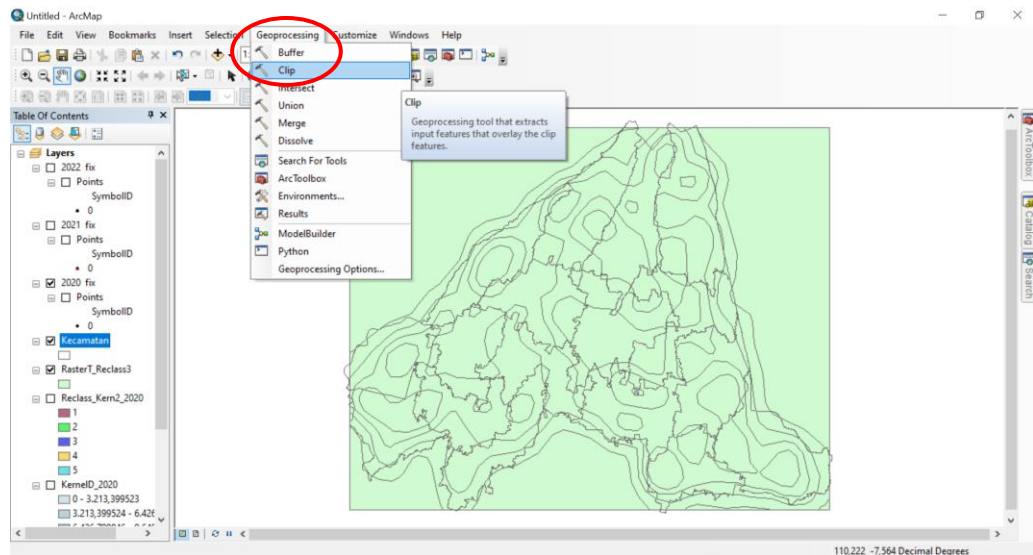 Untitled - ArcMap
File Edit View Bookmarks Insert Selection Geoprocessing Customize Windows Help
Buffer
Clip
Intersect
Union
Merge
Dissolve
Search For Tools
ArcToolbox
Environments...
Results
ModelBuilder
Python
Geoprocessing Options...
Clip
Geoprocessing tool that extracts
input features that overlay the clip
features.
Table Of Contents
Layers
2022 fix
Points
SymbolID
0
2021 fix
Points
SymbolID
0
2020 fix
Points
SymbolID
0
Kecamatan
RasterT_Reclass3
Reclass_Kern2_2020
1
2
3
4
5
KernelD_2020
0 - 3.213,399523
3.213,399524 - 6.426
ArcToolbox
Catalog
Search
110,222 -7,564 Decimal Degrees